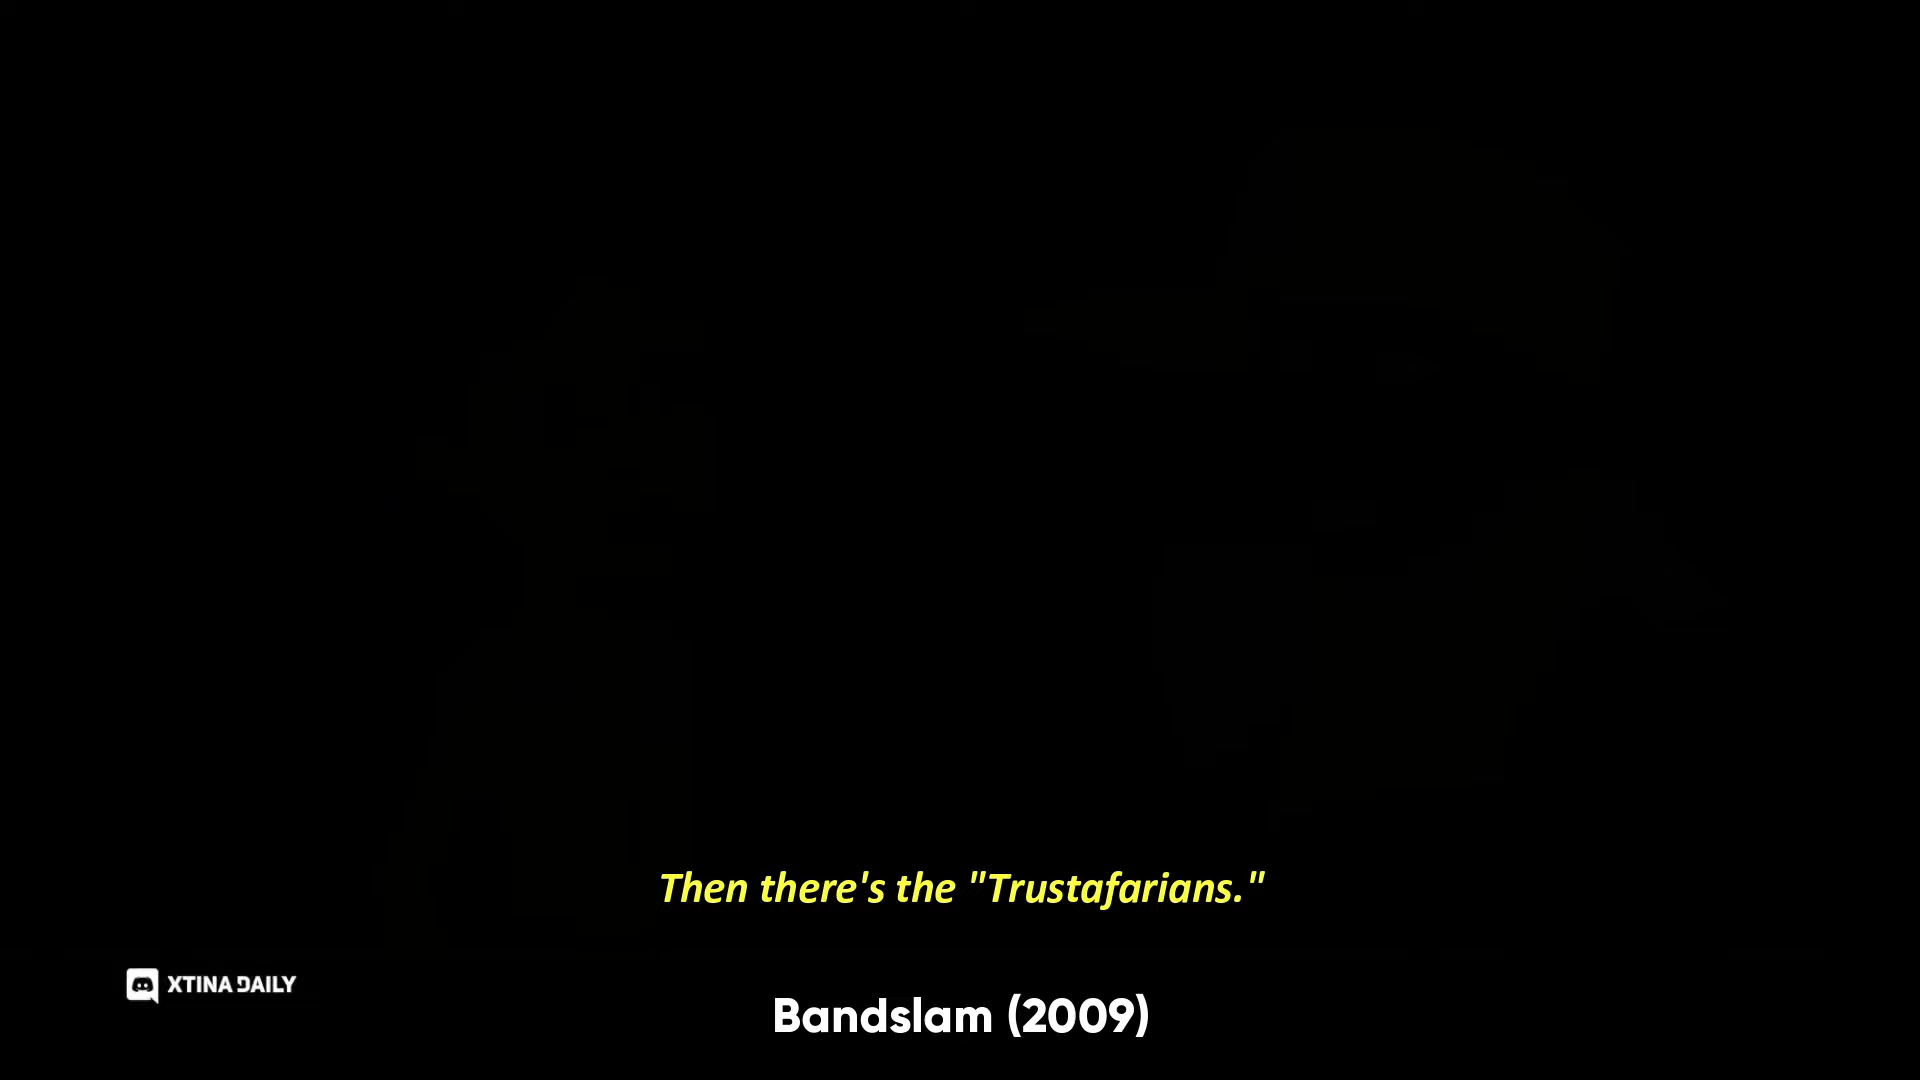 Then there's the "Trustafarians."
XTINA DAILY
Bandslam (2009)